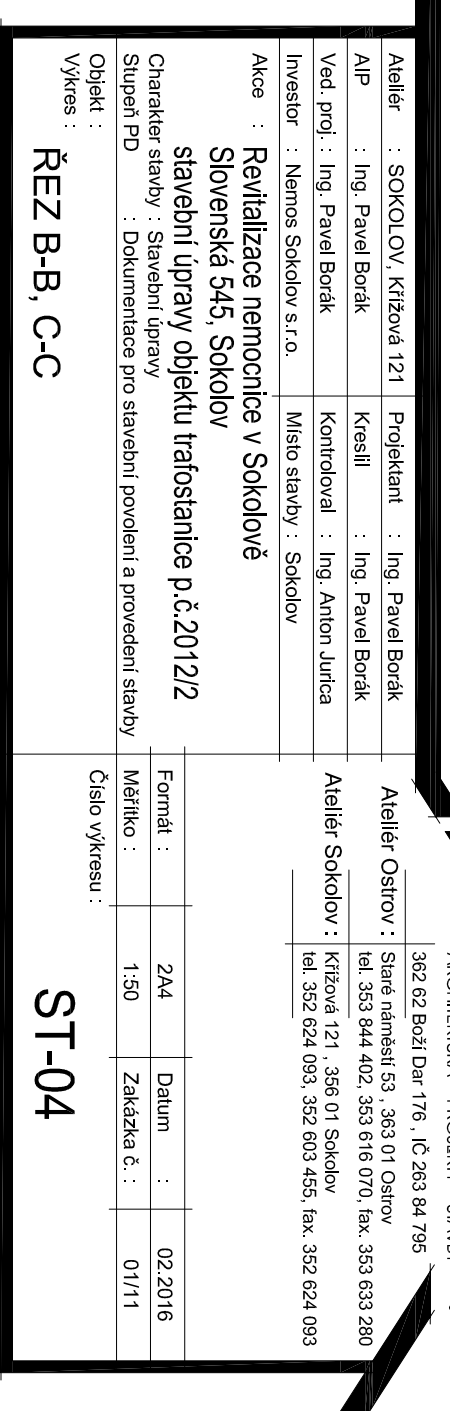 362 62 Boží Dar 176 , IČ 263 84 795
Ateliér Ostrov : Staré náměstí 53 , 363 01 Ostrov
tel. 353 844 402, 353 616 070, fax. 353 633 280
Ateliér Sokolov : Křížová 121 , 356 01 Sokolov
tel. 352 624 093, 352 603 455, fax. 352 624 093
Ateliér : SOKOLOV, Křížová 121 Projektant : Ing. Pavel Borák
AIP : Ing. Pavel Borák Kreslil : Ing. Pavel Borák
Ved. proj. : Ing. Pavel Borák Kontroloval : Ing. Anton Jurica
Investor : Nemos Sokolov s.r.o. Místo stavby : Sokolov
Akce : Revitalizace nemocnice v Sokolově
Slovenská 545, Sokolov
stavební úpravy objektu trafostanice p.č.2012/2
Charakter stavby : Stavební úpravy
Stupeň PD : Dokumentace pro stavební povolení a provedení stavby
Formát : 2A4 Datum : 02.2016
Měřítko : 1:50 Zakázka č. : 01/11
Objekt :
Výkres :
ŘEZ B-B, C-C
Číslo výkresu :
ST-04